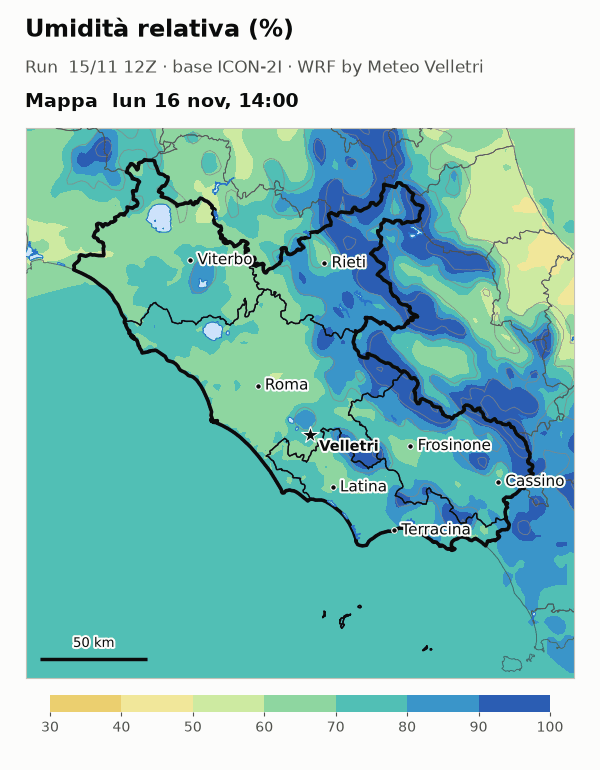 Umidità relativa (%)
Run  15/11 12Z · base ICON-2I · WRF by Meteo Velletri
Mappa  lun 16 nov, 14:00
Viterbo
Rieti
Roma
Velletri
Frosinone
Latina
Cassino
Terracina
50 km
30 40 50 60 70 80 90 100